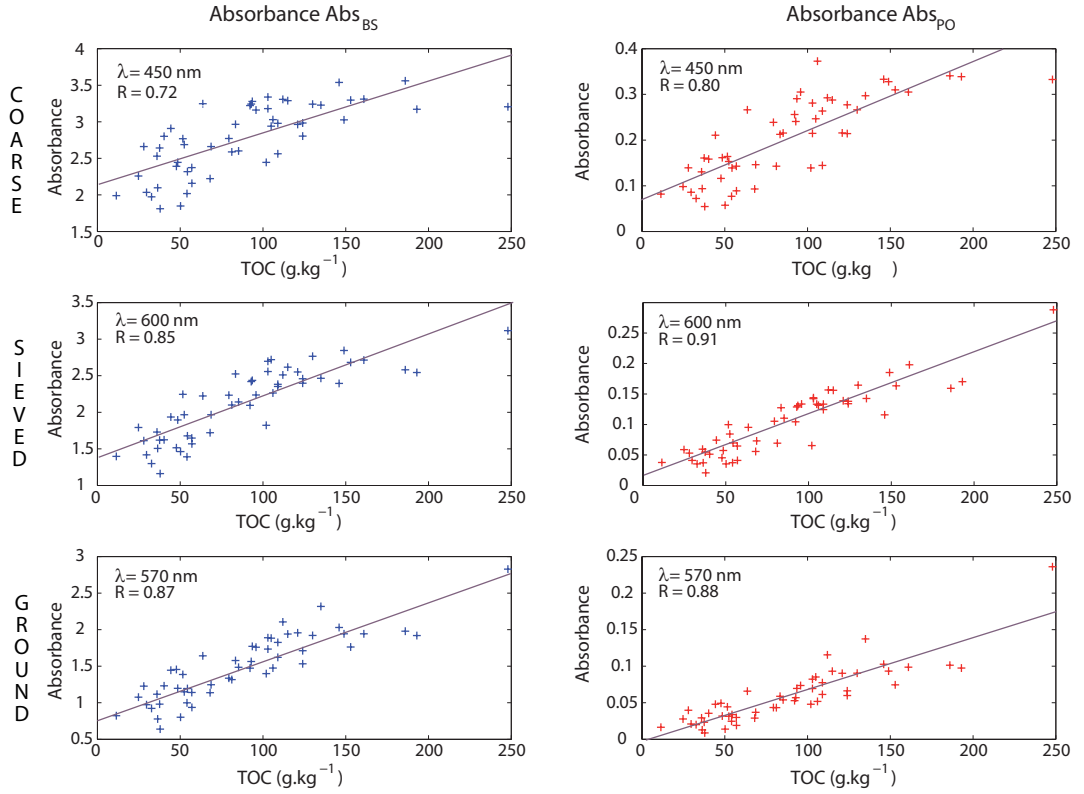 Absorbance Abs_BS
Absorbance Abs_PO
COARSE
4
3.5
3
2.5
2
1.5
Absorbance
λ= 450 nm
R = 0.72
0 50 100 150 200 250
TOC (g.kg⁻¹)
0.4
0.3
0.2
0.1
0
Absorbance
λ= 450 nm
R = 0.80
0 50 100 150 200 250
TOC (g.kg )
SIEVED
3.5
3
2.5
2
1.5
1
Absorbance
λ= 600 nm
R = 0.85
0 50 100 150 200 250
TOC (g.kg⁻¹)
0.25
0.2
0.15
0.1
0.05
0
Absorbance
λ= 600 nm
R = 0.91
0 50 100 150 200 250
TOC (g.kg⁻¹)
GROUND
3
2.5
2
1.5
1
0.5
Absorbance
λ= 570 nm
R = 0.87
0 50 100 150 200 250
TOC (g.kg⁻¹)
0.25
0.2
0.15
0.1
0.05
0
Absorbance
λ= 570 nm
R = 0.88
0 50 100 150 200 250
TOC (g.kg⁻¹)